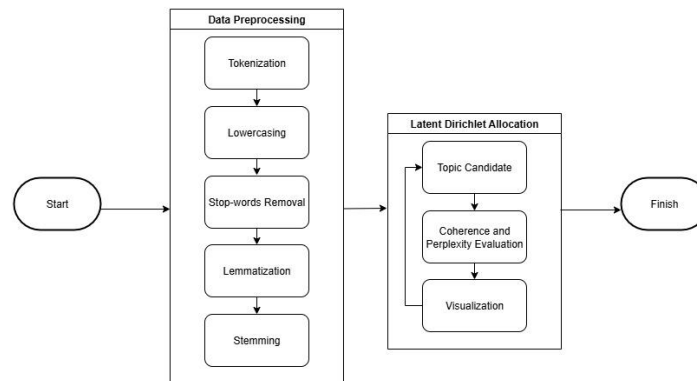 Data Preprocessing
Tokenization
Lowercasing
Stop-words Removal
Lemmatization
Stemming
Start
Latent Dirichlet Allocation
Topic Candidate
Coherence and
Perplexity Evaluation
Visualization
Finish